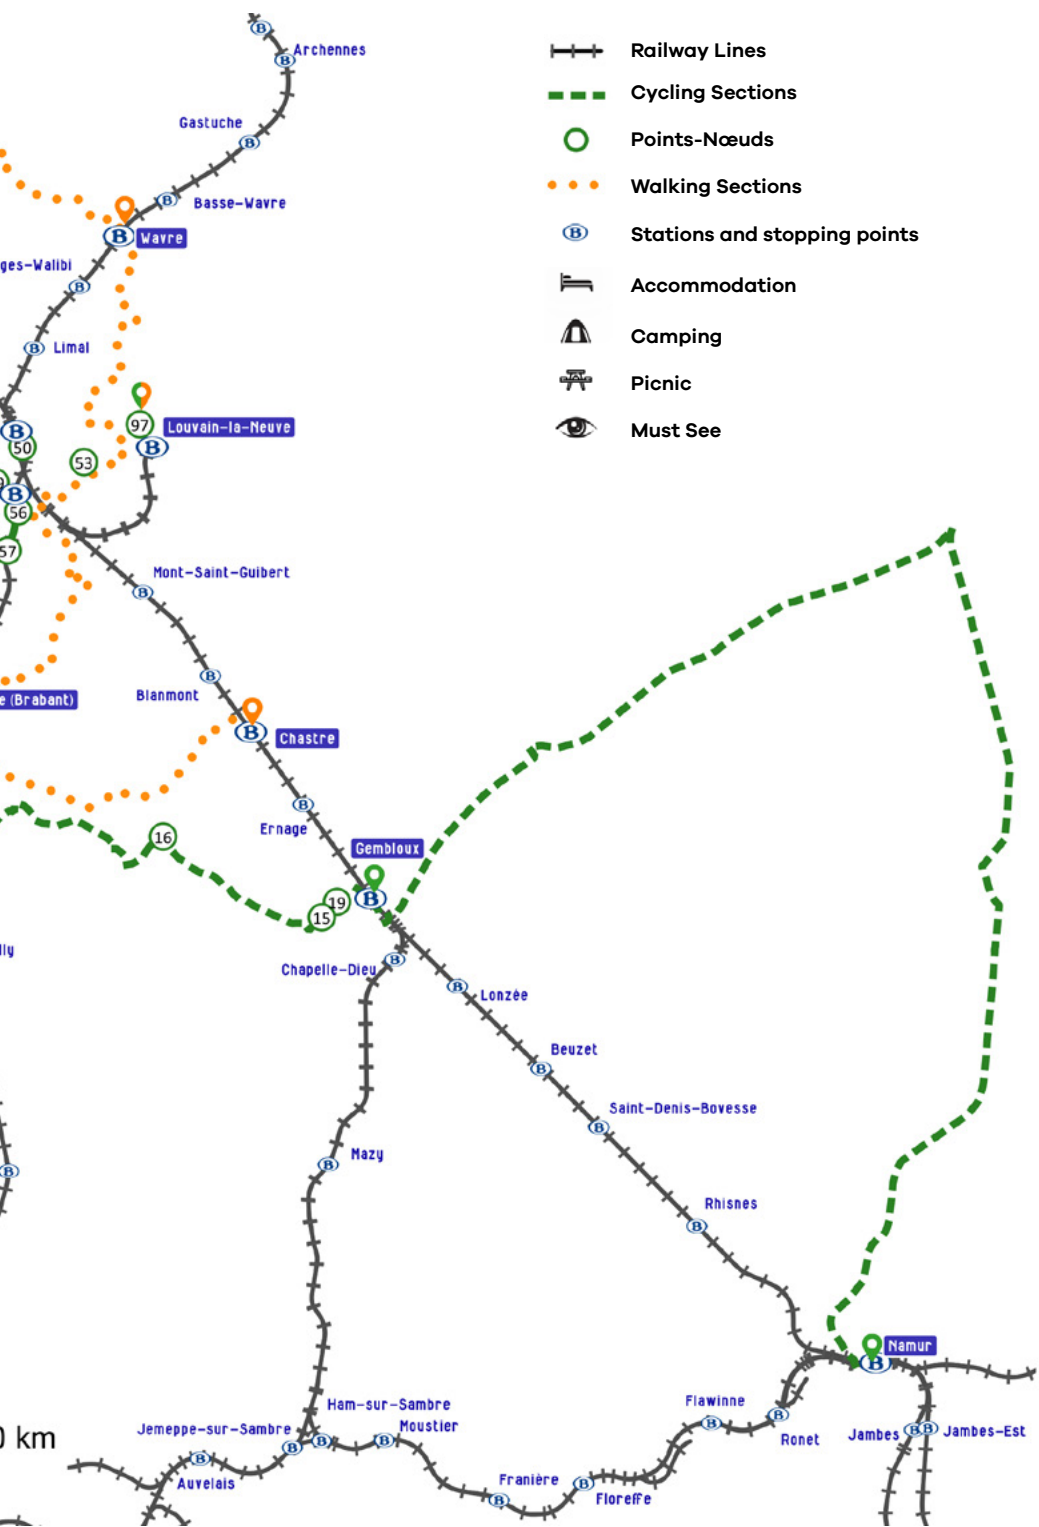 Archennes
Railway Lines
Cycling Sections
Gastuche
Points-Nœuds
Walking Sections
Basse-Wavre
B Wavre
Stations and stopping points
ges-Walibi
Accommodation
Camping
Limal
Picnic
97
Louvain-la-Neuve
Must See
B
50
B
53
B
56
57
Mont-Saint-Guibert
Blanmont
e (Brabant)
B Chastre
Ernage
16
Gembloux
B
19
15
lly
Chapelle-Dieu
Lonzée
Beuzet
Saint-Denis-Bovesse
Mazy
Rhisnes
Namur
B
Ham-sur-Sambre
Flawinne
Jemeppe-sur-Sambre
Moustier
0 km
Ronet
Jambes
Jambes-Est
Auvelais
Franière
Floreffe